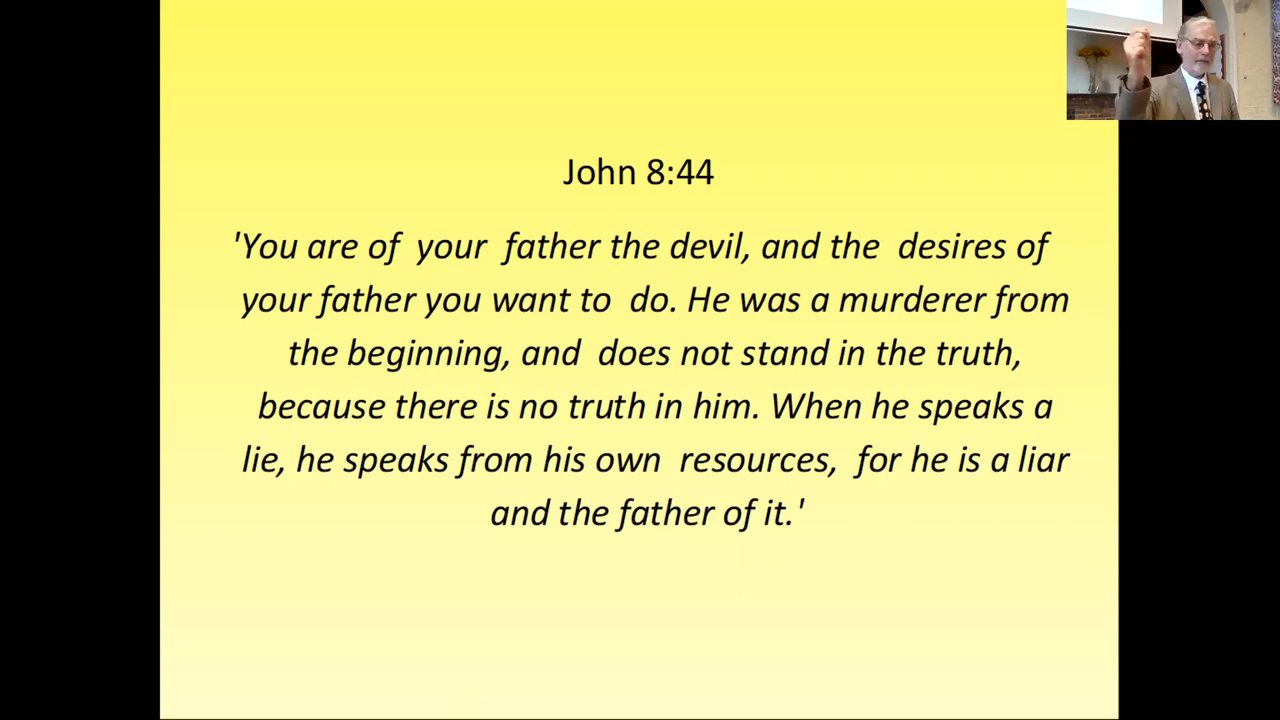 John 8:44
'You are of your father the devil, and the desires of
your father you want to do. He was a murderer from
the beginning, and does not stand in the truth,
because there is no truth in him. When he speaks a
lie, he speaks from his own resources, for he is a liar
and the father of it.'